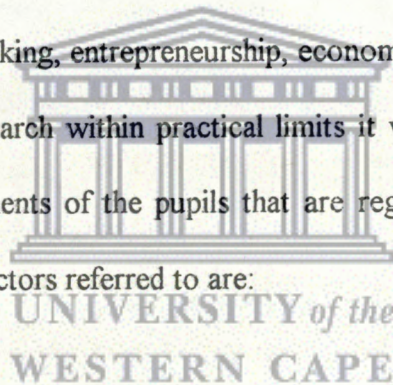 king, entrepreneurship, econom
arch within practical limits it
ents of the pupils that are reg
ctors referred to are:
UNIVERSITY of the
WESTERN CAPE